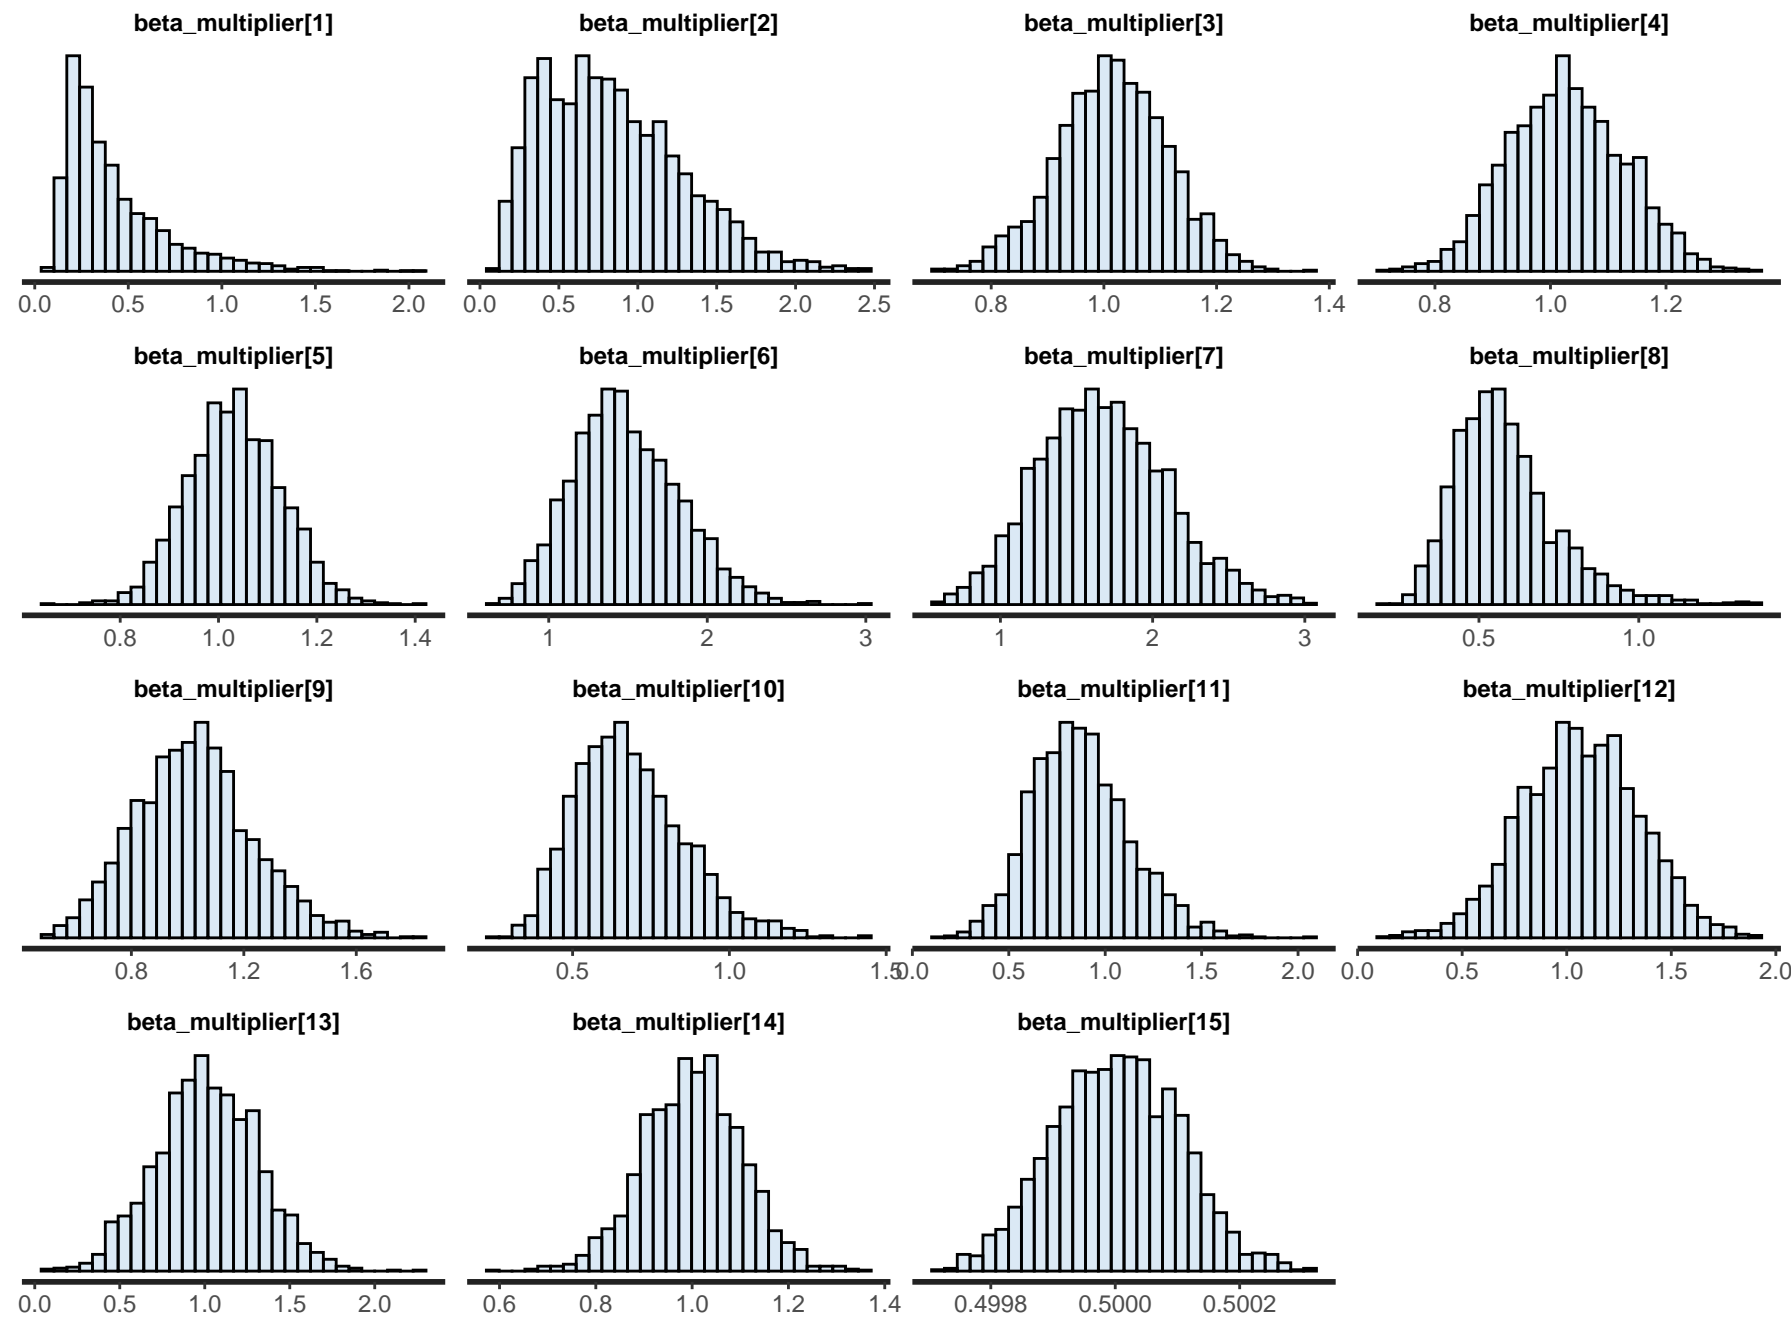 beta_multiplier[1] beta_multiplier[2] beta_multiplier[3] beta_multiplier[4]
0.0 0.5 1.0 1.5 2.0 0.0 0.5 1.0 1.5 2.0 2.5 0.8 1.0 1.2 1.4 0.8 1.0 1.2
beta_multiplier[5] beta_multiplier[6] beta_multiplier[7] beta_multiplier[8]
0.8 1.0 1.2 1.4 1 2 3 1 2 3 0.5 1.0
beta_multiplier[9] beta_multiplier[10] beta_multiplier[11] beta_multiplier[12]
0.8 1.2 1.6 0.5 1.0 1.5 0.0 0.5 1.0 1.5 2.0 0.0 0.5 1.0 1.5 2.0
beta_multiplier[13] beta_multiplier[14] beta_multiplier[15]
0.0 0.5 1.0 1.5 2.0 0.6 0.8 1.0 1.2 1.4 0.4998 0.5000 0.5002